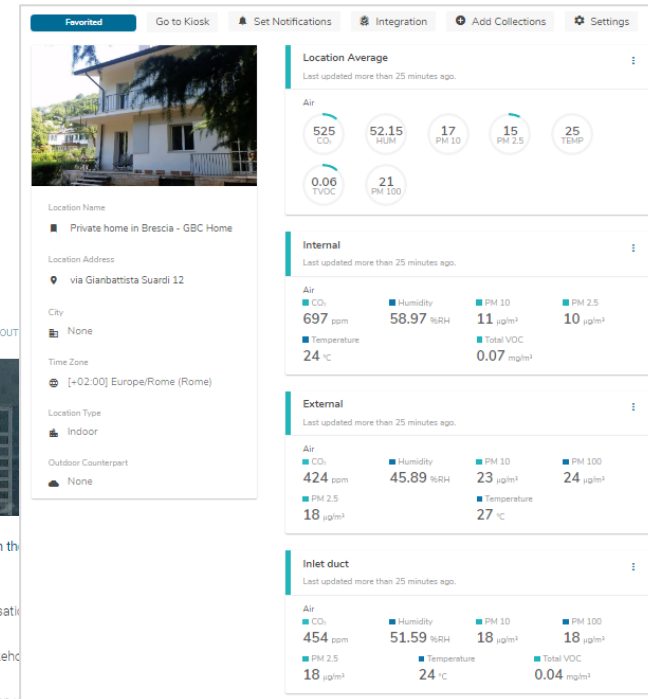 Favorited
Go to Kiosk
Set Notifications
Integration
Add Collections
Settings
Location Name
Private home in Brescia - GBC Home
Location Address
via Gianbattista Suardi 12
City
None
Time Zone
[+02:00] Europe/Rome (Rome)
Location Type
Indoor
Outdoor Counterpart
None
Location Average
Last updated more than 25 minutes ago.
Air
525 CO₂
52.15 HUM
17 PM 10
15 PM 2.5
25 TEMP
0.06 TVOC
21 PM 100
Internal
Last updated more than 25 minutes ago.
Air
CO₂ Humidity PM 10 PM 2.5
697 ppm 58.97 %RH 11 μg/m³ 10 μg/m³
Temperature Total VOC
24 °C 0.07 mg/m³
External
Last updated more than 25 minutes ago.
Air
CO₂ Humidity PM 10 PM 100
424 ppm 45.89 %RH 23 μg/m³ 24 μg/m³
PM 2.5 Temperature
18 μg/m³ 27 °C
Inlet duct
Last updated more than 25 minutes ago.
Air
CO₂ Humidity PM 10 PM 100
454 ppm 51.59 %RH 18 μg/m³ 18 μg/m³
PM 2.5 Temperature Total VOC
18 μg/m³ 24 °C 0.04 mg/m³